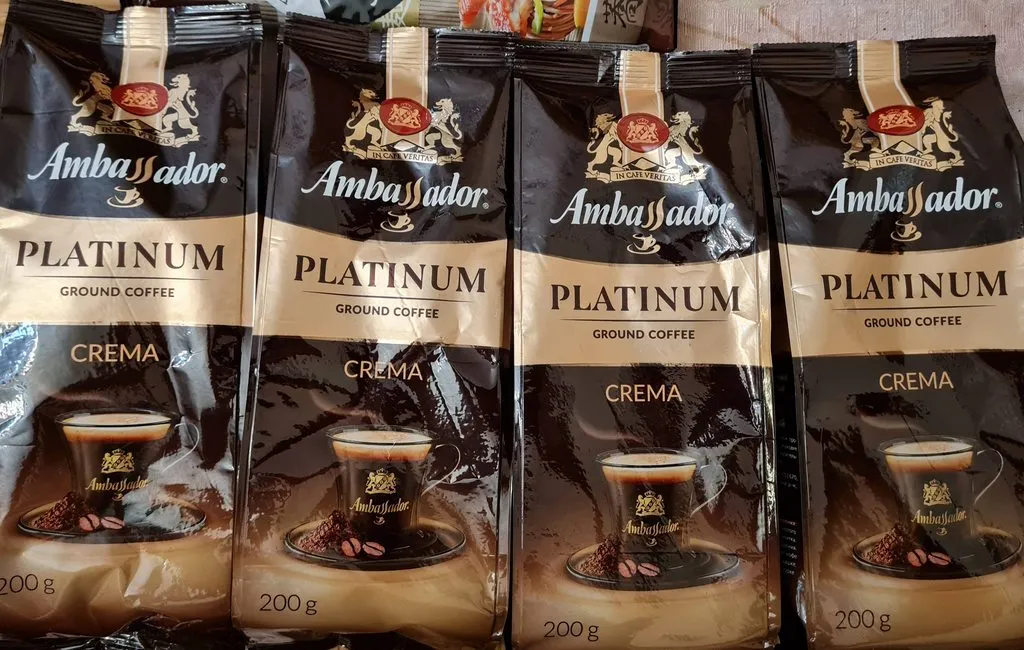 IN CAFE VERITAS
Ambassador®
PLATINUM
GROUND COFFEE
CREMA
Ambassador
200 g
IN CAFE VERITAS
Ambassador®
PLATINUM
GROUND COFFEE
CREMA
Ambassador
200 g
IN CAFE VERITAS
Ambassador
PLATINUM
GROUND COFFEE
CREMA
Ambassador
200 g
IN CAFE VERITAS
Ambassador®
PLATINUM
GROUND COFFEE
CREMA
Ambassador
200 g